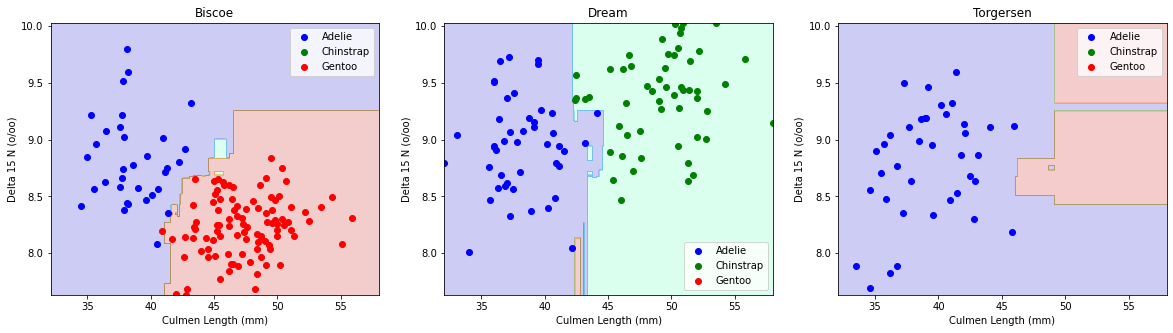 Biscoe
Dream
Torgersen
10.0
9.5
9.0
8.5
8.0
Delta 15 N (o/oo)
35
40
45
50
55
Culmen Length (mm)
Adelie
Chinstrap
Gentoo
10.0
9.5
9.0
8.5
8.0
Delta 15 N (o/oo)
35
40
45
50
55
Culmen Length (mm)
Adelie
Chinstrap
Gentoo
10.0
9.5
9.0
8.5
8.0
Delta 15 N (o/oo)
35
40
45
50
55
Culmen Length (mm)
Adelie
Chinstrap
Gentoo